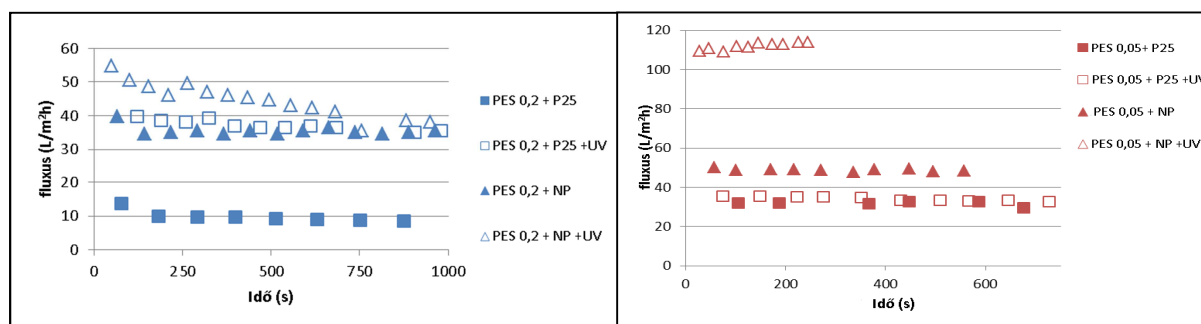 60
50
40
30
20
10
0
fluxus (L/m²h)
0 250 500 750 1000
Idő (s)
PES 0,2 + P25
PES 0,2 + P25 +UV
PES 0,2 + NP
PES 0,2 + NP +UV
120
100
80
60
40
20
0
fluxus (L/m²h)
0 200 400 600
Idő (s)
PES 0,05+ P25
PES 0,05 + P25 +UV
PES 0,05 + NP
PES 0,05 + NP +UV